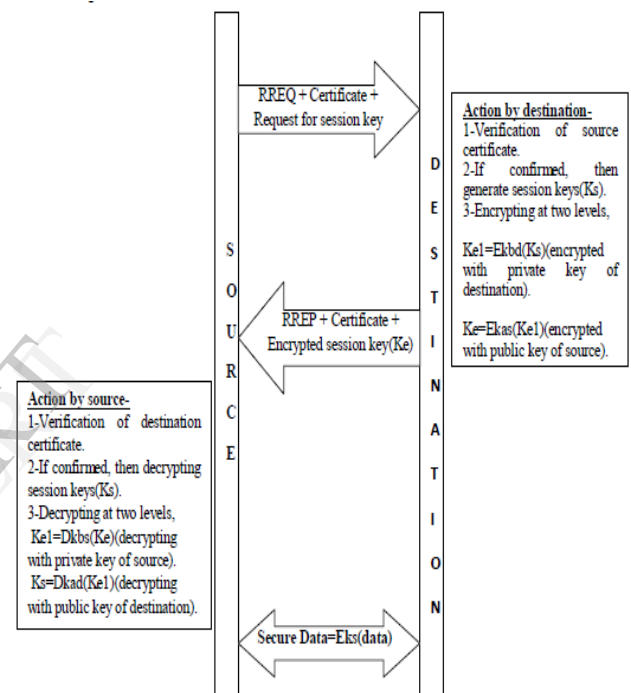 RREQ + Certificate +
Request for session key
Action by destination-
1-Verification of source
certificate.
2-If confirmed, then
generate session keys(Ks).
3-Encrypting at two levels,
Ke1=Ekbd(Ks)(encrypted
with private key of
destination).
Ke=Ekas(Ke1)(encrypted
with public key of source).
SOURCE
DESTINATION
RREP + Certificate +
Encrypted session key(Ke)
Action by source-
1-Verification of destination
certificate.
2-If confirmed, then decrypting
session keys(Ks).
3-Decrypting at two levels,
Ke1=Dkbs(Ke)(decrypting
with private key of source).
Ks=Dkad(Ke1)(decrypting
with public key of destination).
Secure Data=Eks(data)